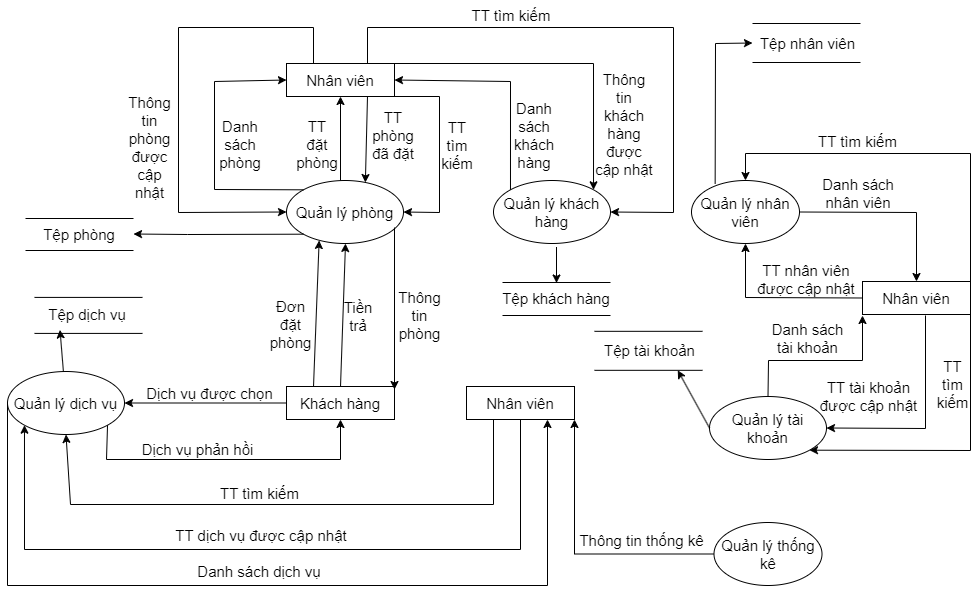 TT tìm kiếm
Tệp nhân viên
Nhân viên
Thông
tin
phòng
được
cập
nhật
Danh
sách
phòng
TT
đặt
phòng
TT
phòng
đã đặt
TT
tìm
kiếm
Danh
sách
khách
hàng
Thông
tin
khách
hàng
được
cập nhật
TT tìm kiếm
Danh sách
nhân viên
Quản lý phòng
Quản lý khách
hàng
Quản lý nhân
viên
Tệp phòng
TT nhân viên
được cập nhật
Nhân viên
Tệp khách hàng
Đơn
đặt
phòng
Tiền
trả
Thông
tin
phòng
Tệp dịch vụ
Danh sách
tài khoản
Tệp tài khoản
TT
tìm
kiếm
TT tài khoản
được cập nhật
Quản lý dịch vụ
Dịch vụ được chọn
Khách hàng
Nhân viên
Quản lý tài
khoản
Dịch vụ phản hồi
TT tìm kiếm
TT dịch vụ được cập nhật
Thông tin thống kê
Quản lý thống
kê
Danh sách dịch vụ